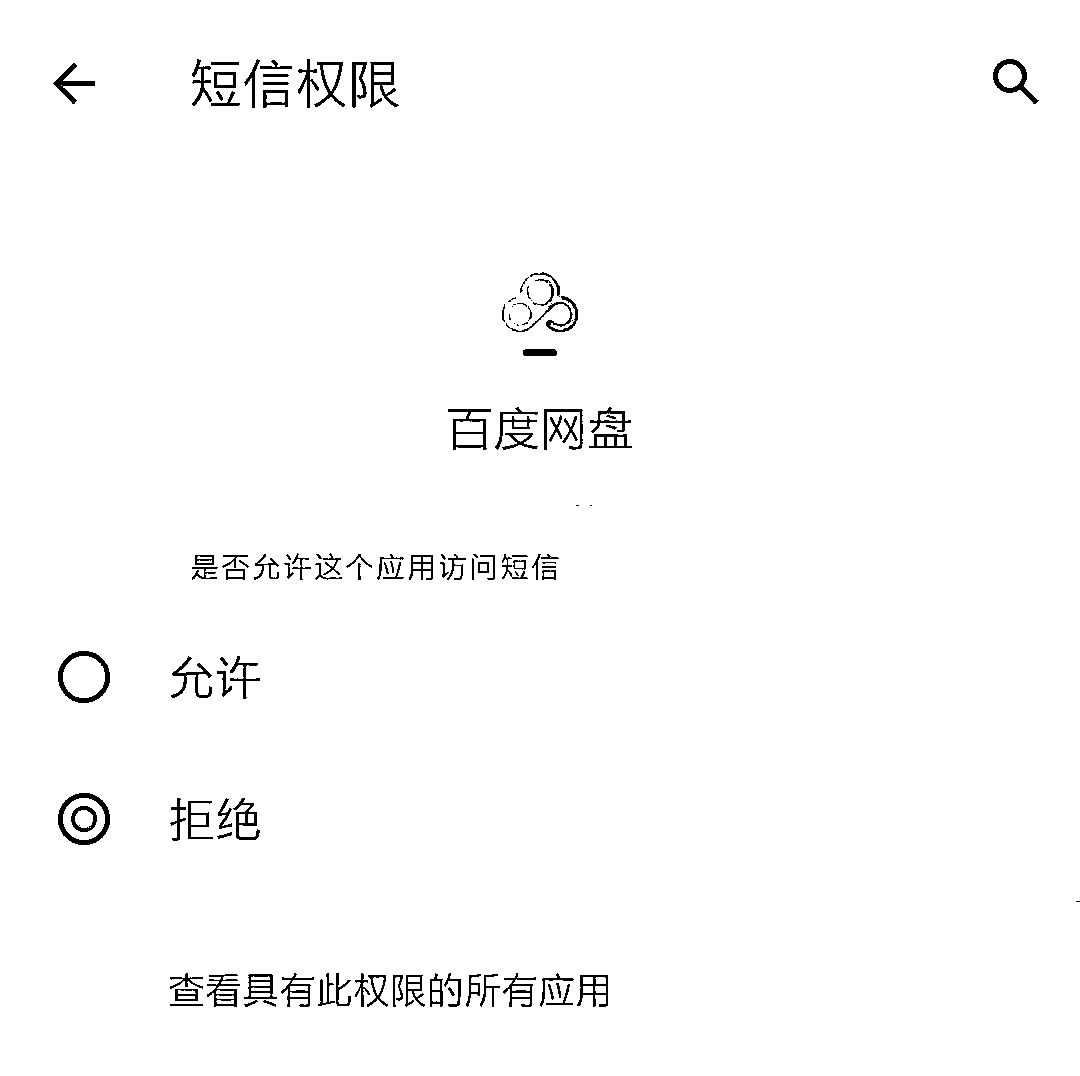 短信权限
百度网盘
是否允许这个应用访问短信
允许
拒绝
查看具有此权限的所有应用